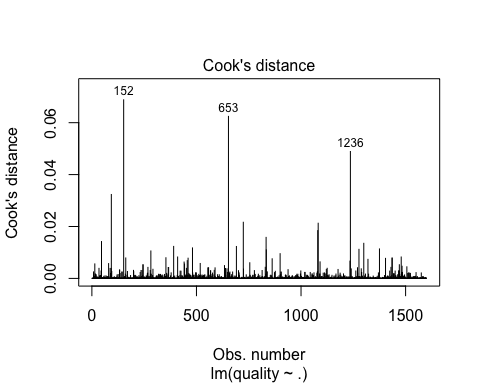 Cook's distance
152
653
1236
Cook's distance
0.00
0.02
0.04
0.06
0
500
1000
1500
Obs. number
lm(quality ~ .)